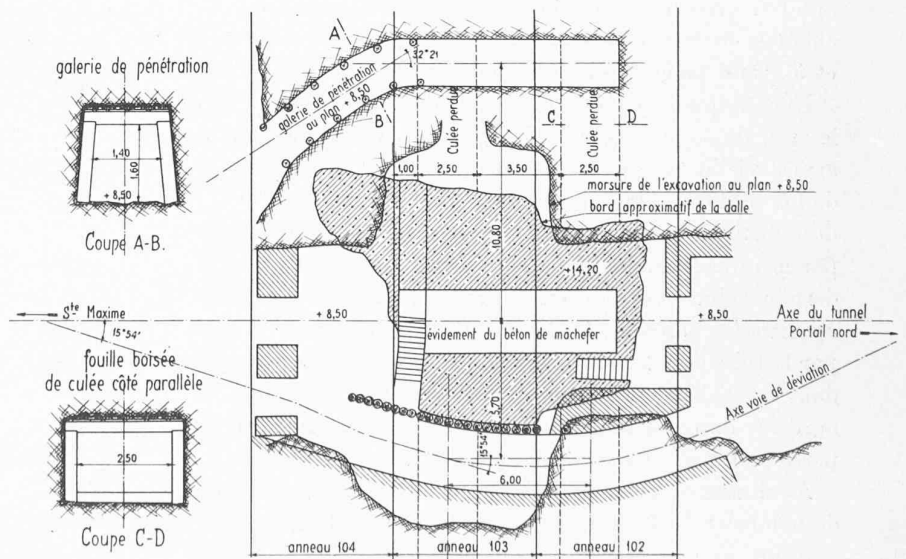 galerie de pénétration
1,40
1,60
+ 8,50
Coupe A-B.
A
32°21
galerie de pénétration
au plan + 8,50
B
Culée perdue
C
Culée perdue
D
1,00
2,50
3,50
2,50
morsure de l'excavation au plan +8,50
bord approximatif de la dalle
10,80
+14,20
Ste Maxime
15°54'
+ 8,50
évidement du béton de mâchefer
+ 8,50
Axe du tunnel
Portail nord
fouille boisée
de culée côté parallèle
2,50
Coupe C-D
5,70
15°54'
6,00
Axe voie de déviation
anneau 104
anneau 103
anneau 102